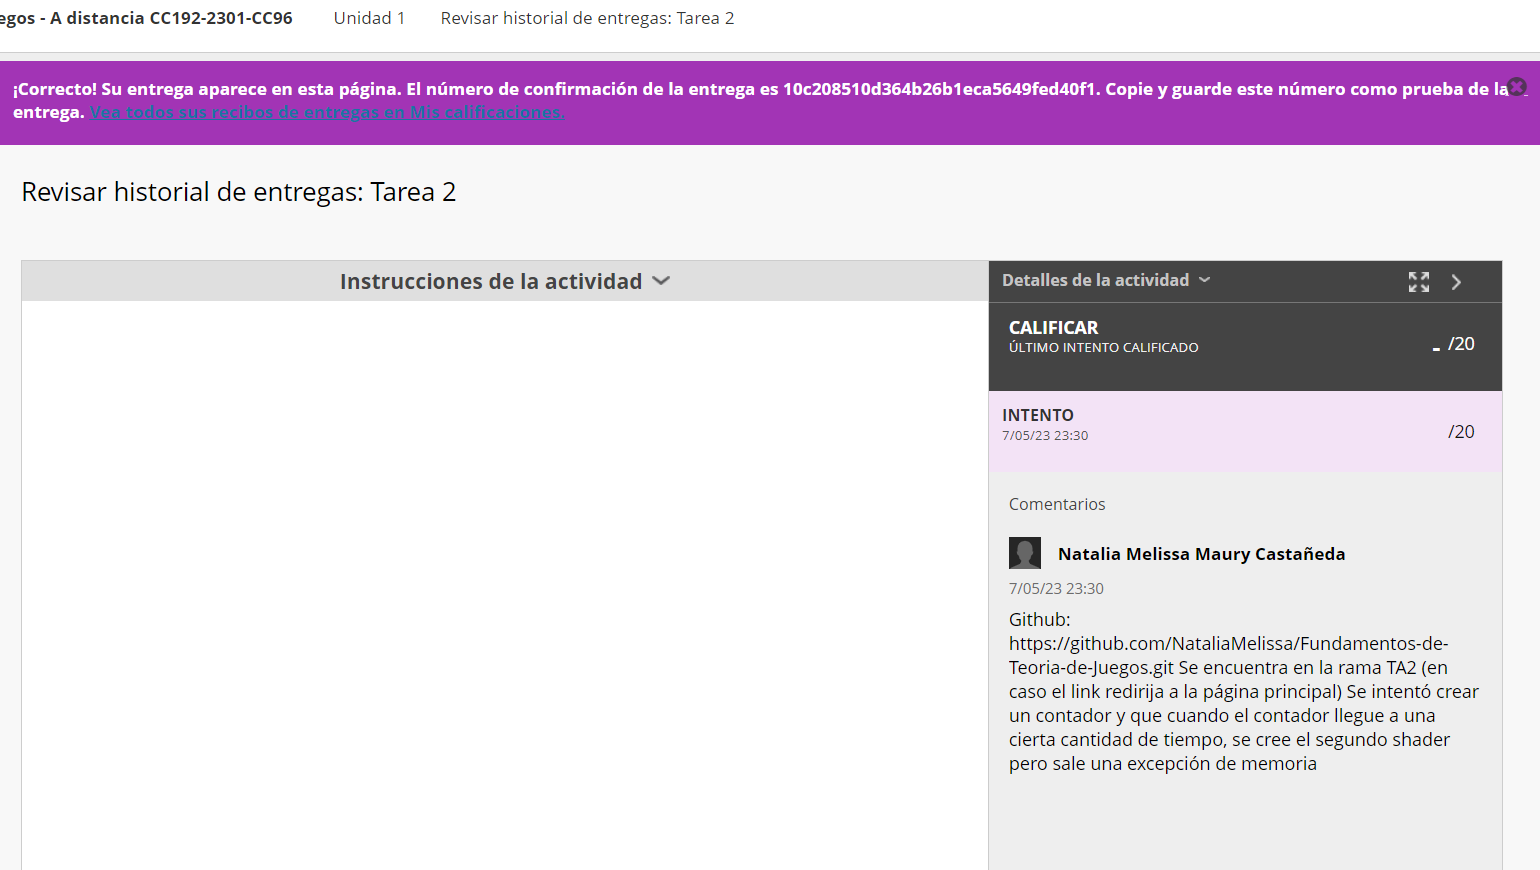 egos - A distancia CC192-2301-CC96 Unidad 1 Revisar historial de entregas: Tarea 2
¡Correcto! Su entrega aparece en esta página. El número de confirmación de la entrega es 10c208510d364b26b1eca5649fed40f1. Copie y guarde este número como prueba de la
entrega. Vea todos sus recibos de entregas en Mis calificaciones.
Revisar historial de entregas: Tarea 2
Instrucciones de la actividad
Detalles de la actividad
CALIFICAR
ÚLTIMO INTENTO CALIFICADO
- /20
INTENTO
7/05/23 23:30
/20
Comentarios
Natalia Melissa Maury Castañeda
7/05/23 23:30
Github:
https://github.com/NataliaMelissa/Fundamentos-de-
Teoria-de-Juegos.git Se encuentra en la rama TA2 (en
caso el link redirija a la página principal) Se intentó crear
un contador y que cuando el contador llegue a una
cierta cantidad de tiempo, se cree el segundo shader
pero sale una excepción de memoria